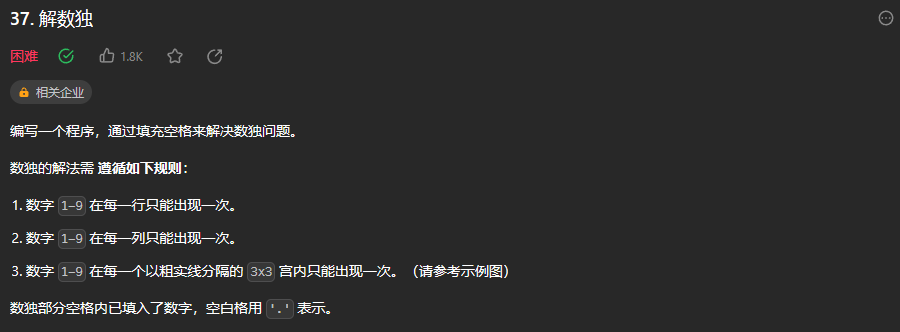 37. 解数独
困难 1.8K
相关企业
编写一个程序，通过填充空格来解决数独问题。
数独的解法需 遵循如下规则：
1. 数字 1-9 在每一行只能出现一次。
2. 数字 1-9 在每一列只能出现一次。
3. 数字 1-9 在每一个以粗实线分隔的 3x3 宫内只能出现一次。（请参考示例图）
数独部分空格内已填入了数字，空白格用 '.' 表示。